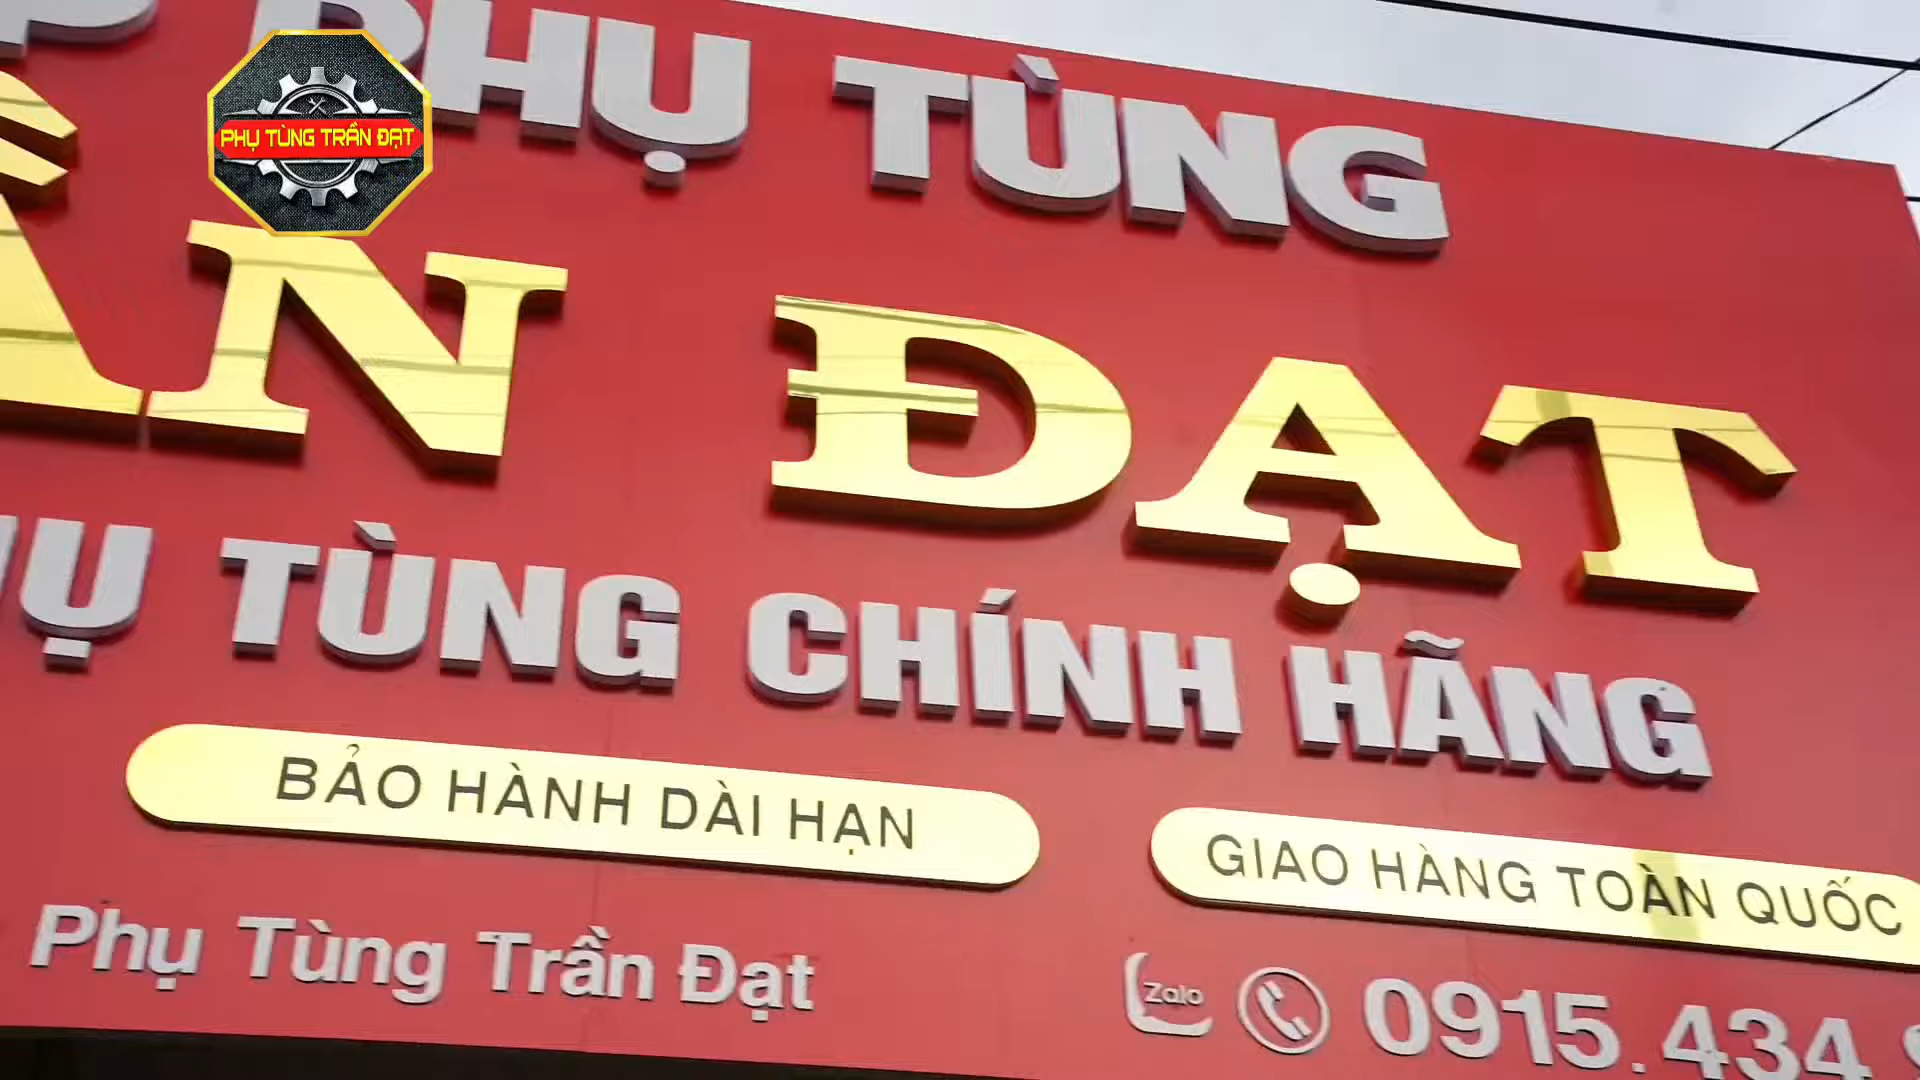 PHỤ TÙNG
PHỤ TÙNG TRẦN ĐẠT
ĐẠT
TÙNG CHÍNH HÃNG
BẢO HÀNH DÀI HẠN
GIAO HÀNG TOÀN QUỐC
Phụ Tùng Trần Đạt
Zalo
0915.434